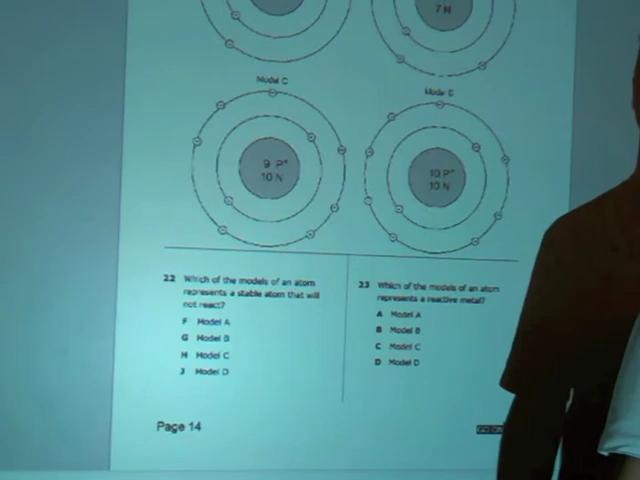 7 N
Model C
Model D
9 P+
10 N
10 P+
10 N
22 Which of the models of an atom
represents a stable atom that will
not react?
F Model A
G Model B
H Model C
J Model D
23 Which of the models of an atom
represents a reactive metal?
A Model A
B Model B
C Model C
D Model D
Page 14
GO ON